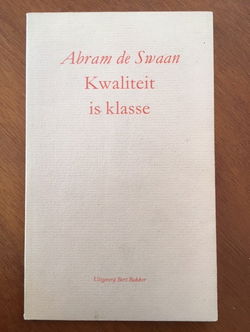 Abram de Swaan
Kwaliteit
is klasse
Uitgeverij Bert Bakker